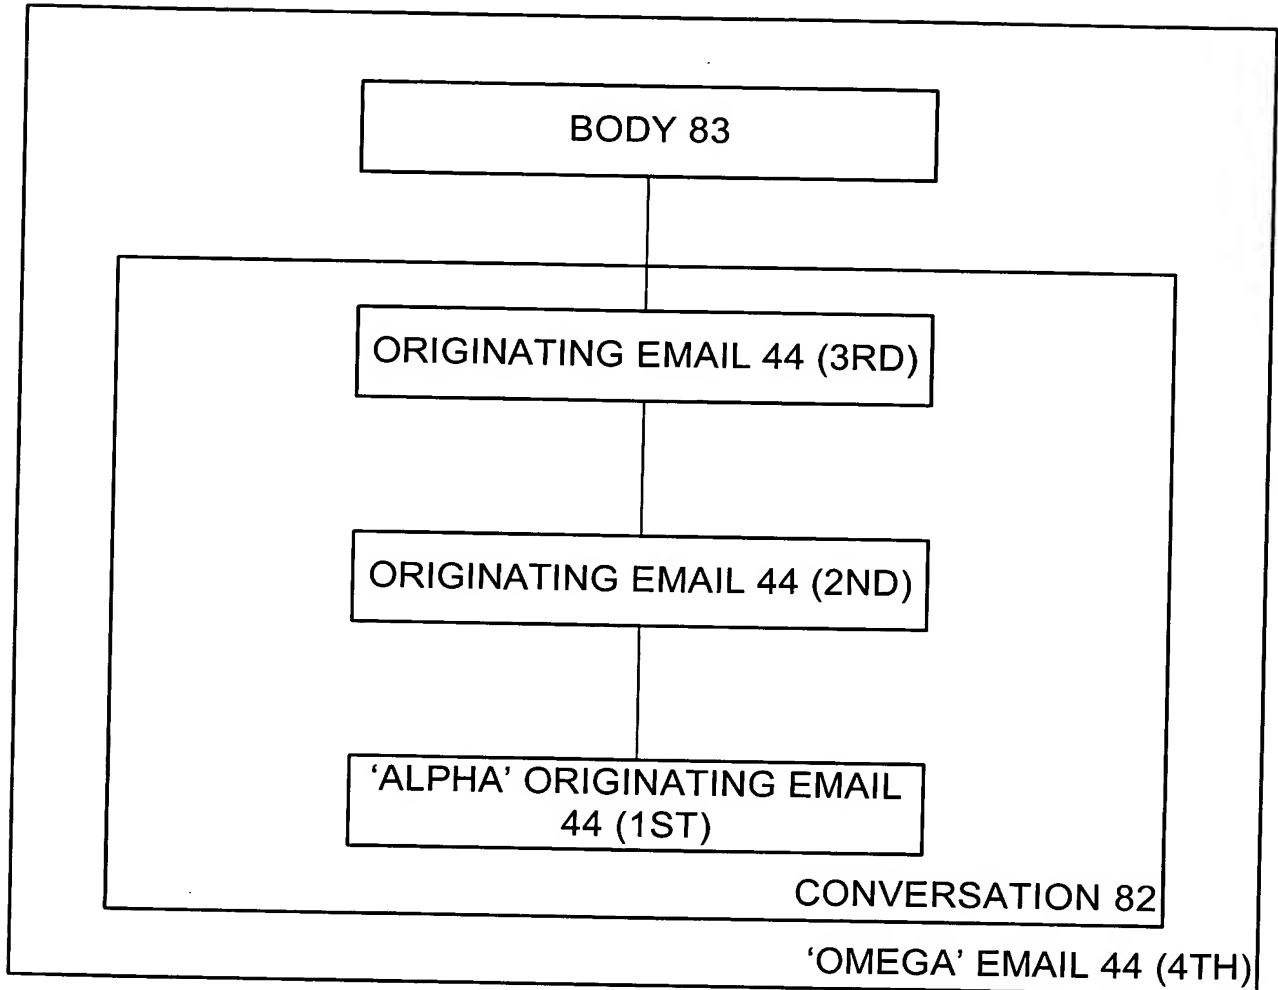 BODY 83
ORIGINATING EMAIL 44 (3RD)
ORIGINATING EMAIL 44 (2ND)
‘ALPHA’ ORIGINATING EMAIL
44 (1ST)
CONVERSATION 82
‘OMEGA’ EMAIL 44 (4TH)